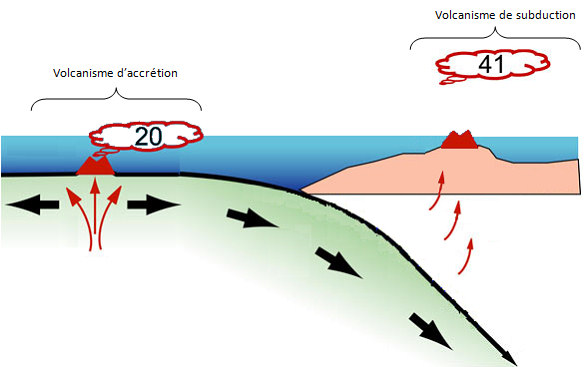 Volcanisme de subduction
41
Volcanisme d’accrétion
20